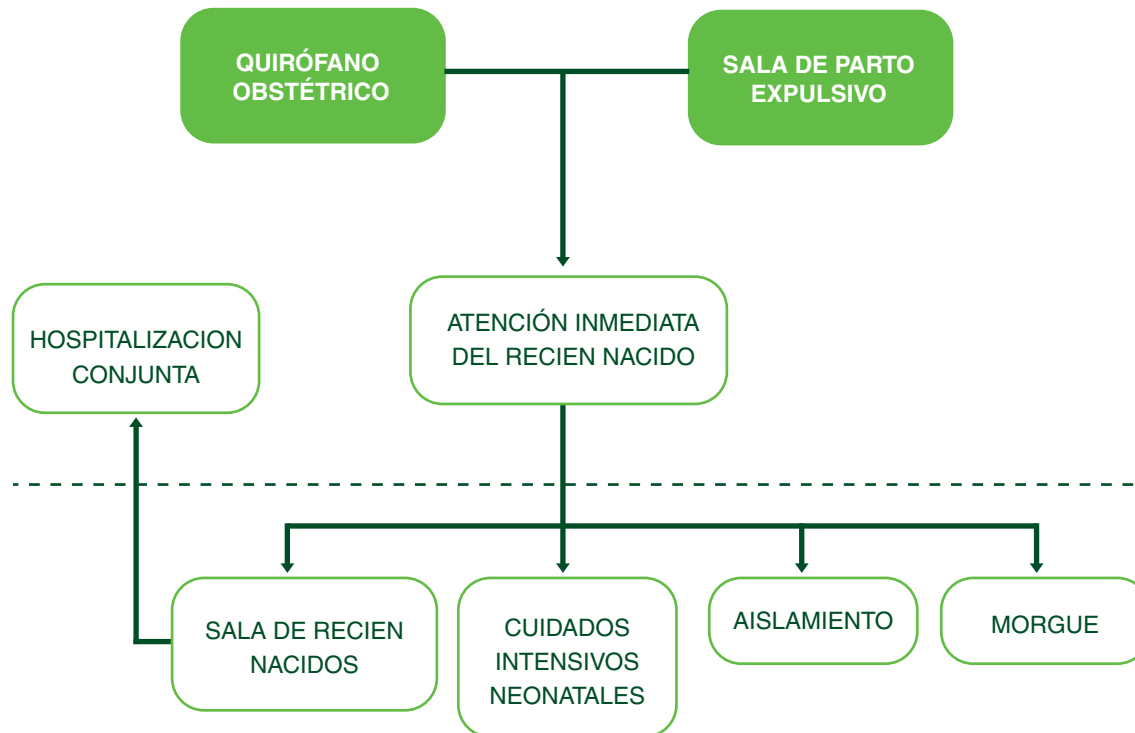 QUIRÓFANO
OBSTÉTRICO
SALA DE PARTO
EXPULSIVO
HOSPITALIZACION
CONJUNTA
ATENCIÓN INMEDIATA
DEL RECIEN NACIDO
SALA DE RECIEN
NACIDOS
CUIDADOS
INTENSIVOS
NEONATALES
AISLAMIENTO
MORGUE